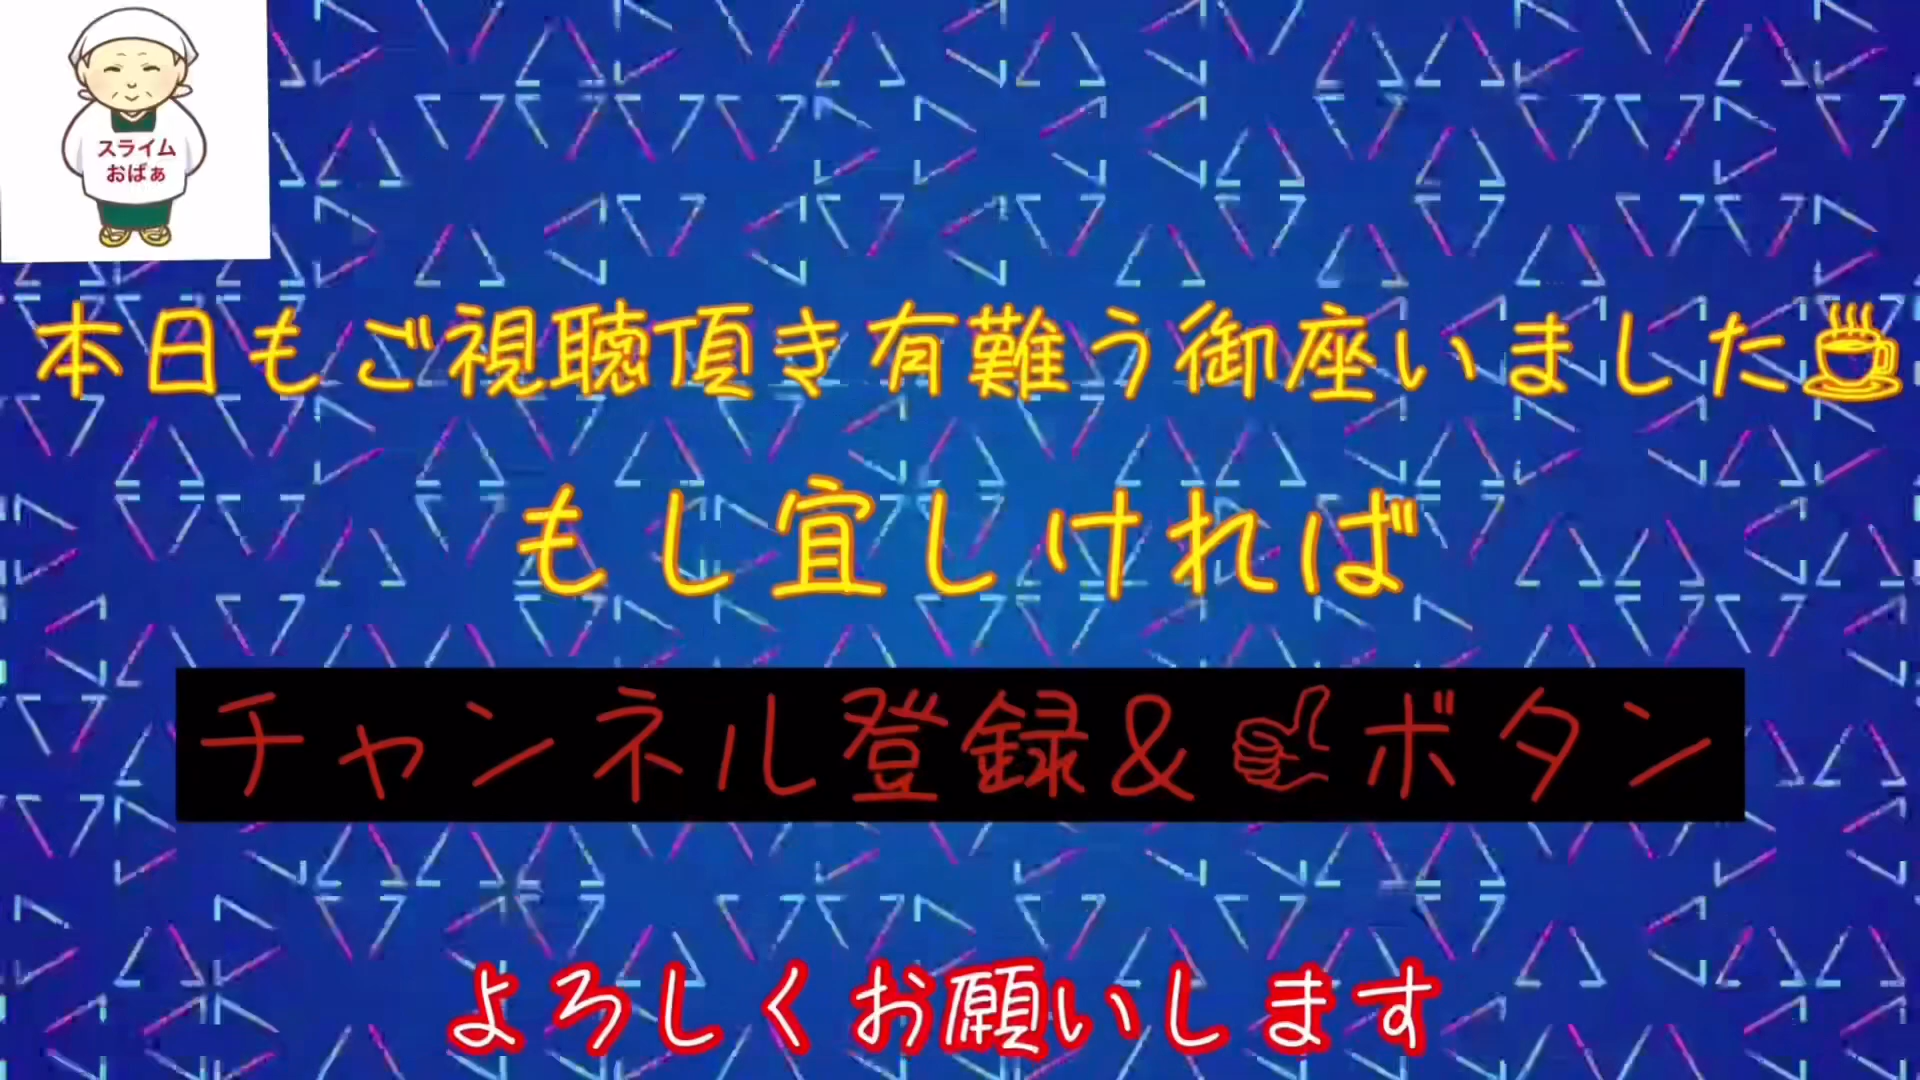 スライム
おばぁ
本日もご視聴頂き有難う御座いました☕
もし宜しければ
チャンネル登録&👍ボタン
よろしくお願いします